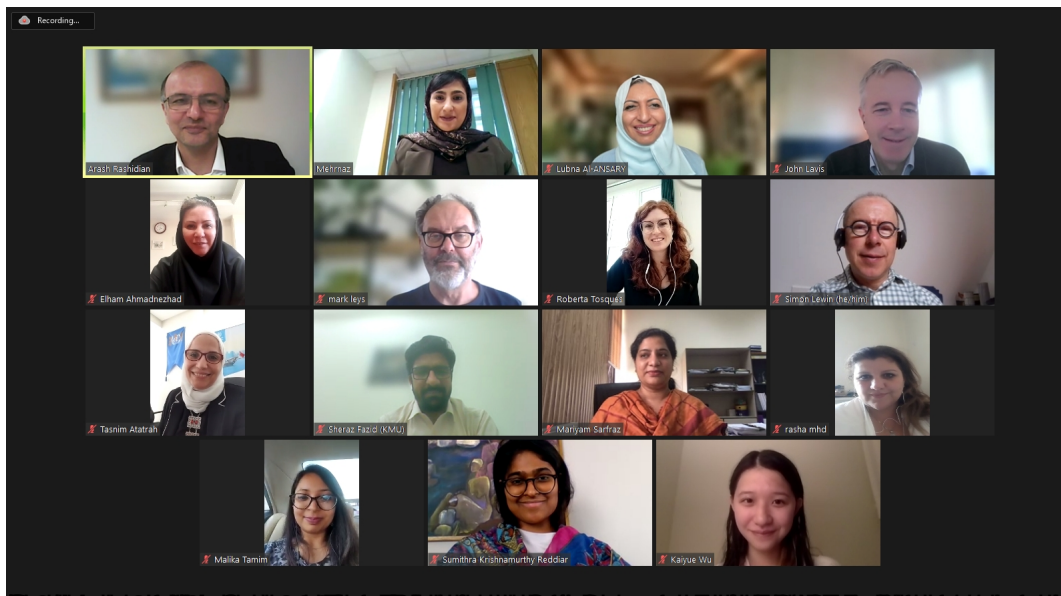 Recording...
Arash Rashidian
Mehrnaz
Lubna Al-ANSARY
John Lavis
Elham Ahmadnezhad
mark leys
Roberta Tosques
Simon Lewin (he/him)
Tasnim Atatrah
Sheraz Fazid (KMU)
Mariyam Sarfraz
rasha mhd
Malika Tamim
Sumithra Krishnamurthy Reddiar
Kaiyue Wu